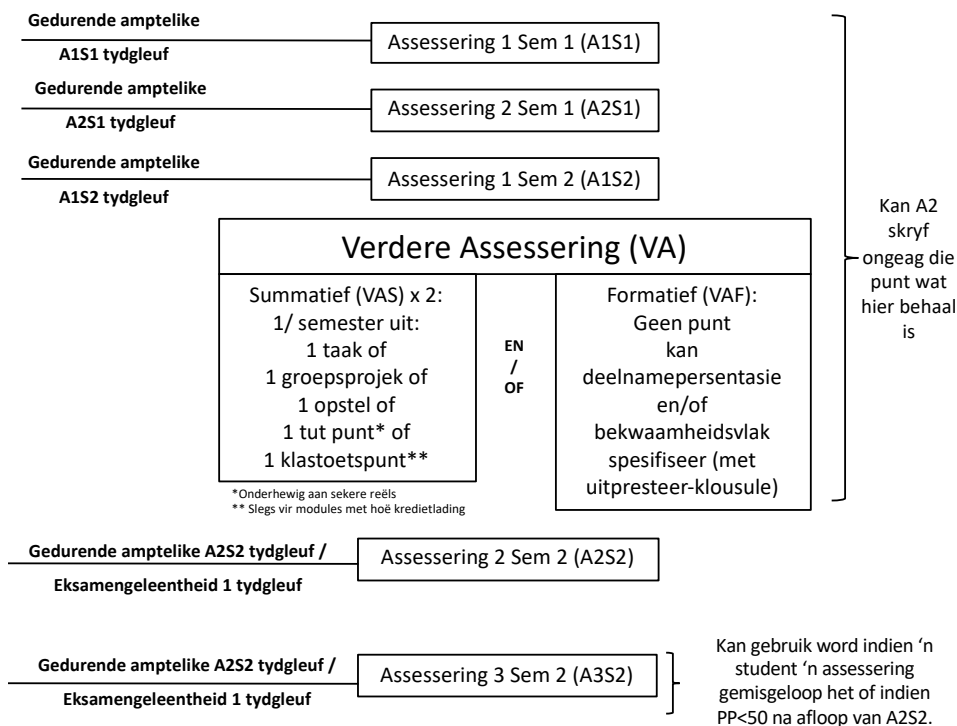 Gedurende amptelike
A1S1 tydgleuf
Assessering 1 Sem 1 (A1S1)
Gedurende amptelike
A2S1 tydgleuf
Assessering 2 Sem 1 (A2S1)
Gedurende amptelike
A1S2 tydgleuf
Assessering 1 Sem 2 (A1S2)
Verdere Assessering (VA)
Summatief (VAS) x 2:
1/ semester uit:
1 taak of
1 groepsprojek of
1 opstel of
1 tut punt* of
1 klastoetspunt**
EN
/
OF
Formatief (VAF):
Geen punt
kan
deelnamepersentasie
en/of
bekwaamheidsvlak
spesifiseer (met
uitpresteer-klousule)
*Onderhewig aan sekere reëls
** Slegs vir modules met hoë kredietlading
Kan A2
skryf
ongeag die
punt wat
hier behaal
is
Gedurende amptelike A2S2 tydgleuf /
Eksamengeleentheid 1 tydgleuf
Assessering 2 Sem 2 (A2S2)
Gedurende amptelike A2S2 tydgleuf /
Eksamengeleentheid 1 tydgleuf
Assessering 3 Sem 2 (A3S2)
Kan gebruik word indien ‘n
student ‘n assessering
gemisgeloop het of indien
PP<50 na afloop van A2S2.